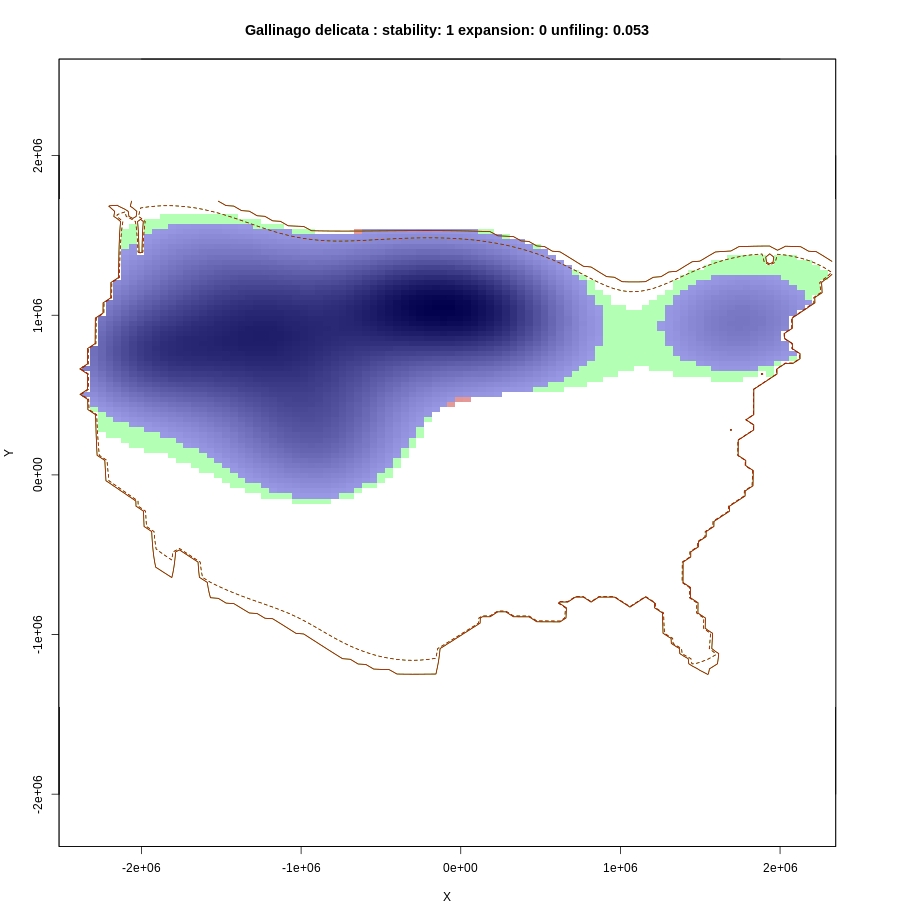 Gallinago delicata : stability: 1 expansion: 0 unfiling: 0.053
2e+06
1e+06
0e+00
-1e+06
-2e+06
Y
-2e+06 -1e+06 0e+00 1e+06 2e+06
X